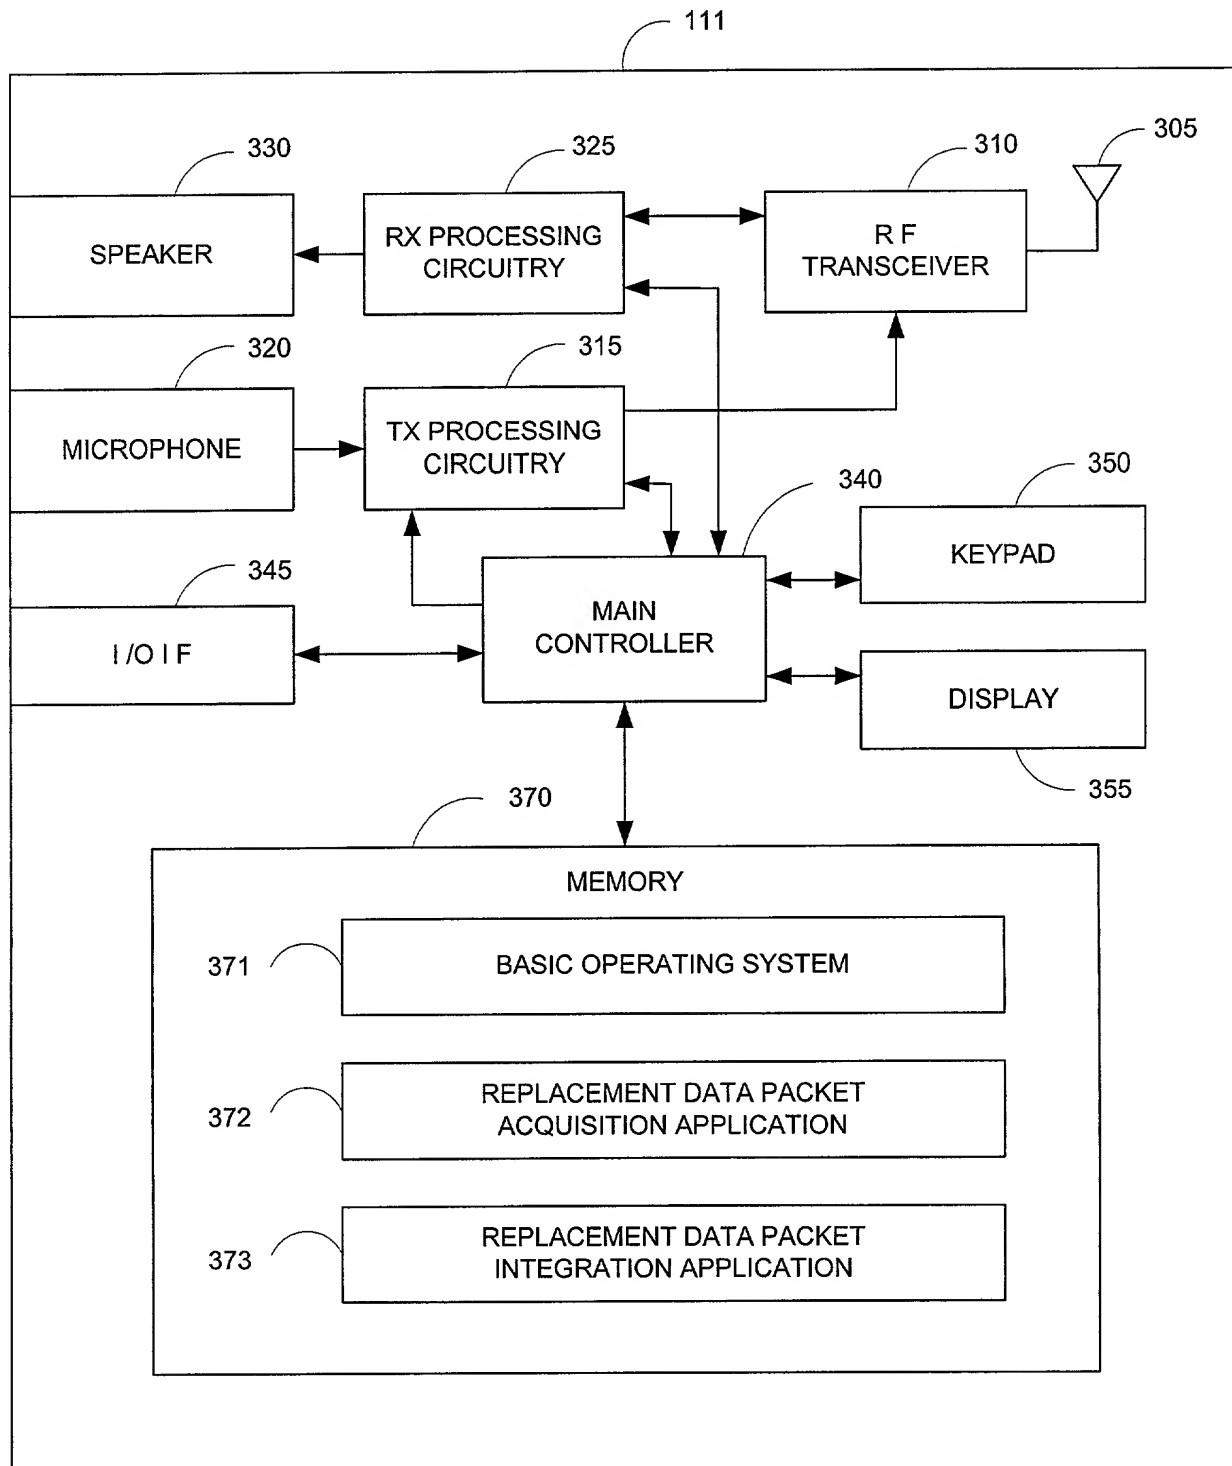 111
305
330
325
310
SPEAKER
RX PROCESSING
CIRCUITRY
R F
TRANSCEIVER
320
315
MICROPHONE
TX PROCESSING
CIRCUITRY
340
350
KEYPAD
345
I /O I F
MAIN
CONTROLLER
DISPLAY
355
370
MEMORY
371
BASIC OPERATING SYSTEM
372
REPLACEMENT DATA PACKET
ACQUISITION APPLICATION
373
REPLACEMENT DATA PACKET
INTEGRATION APPLICATION